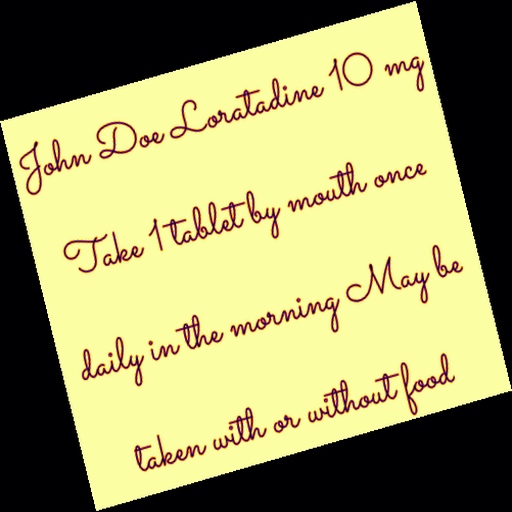 John Doe Loratadine 10 mg
Take 1 tablet by mouth once
daily in the morning May be
taken with or without food